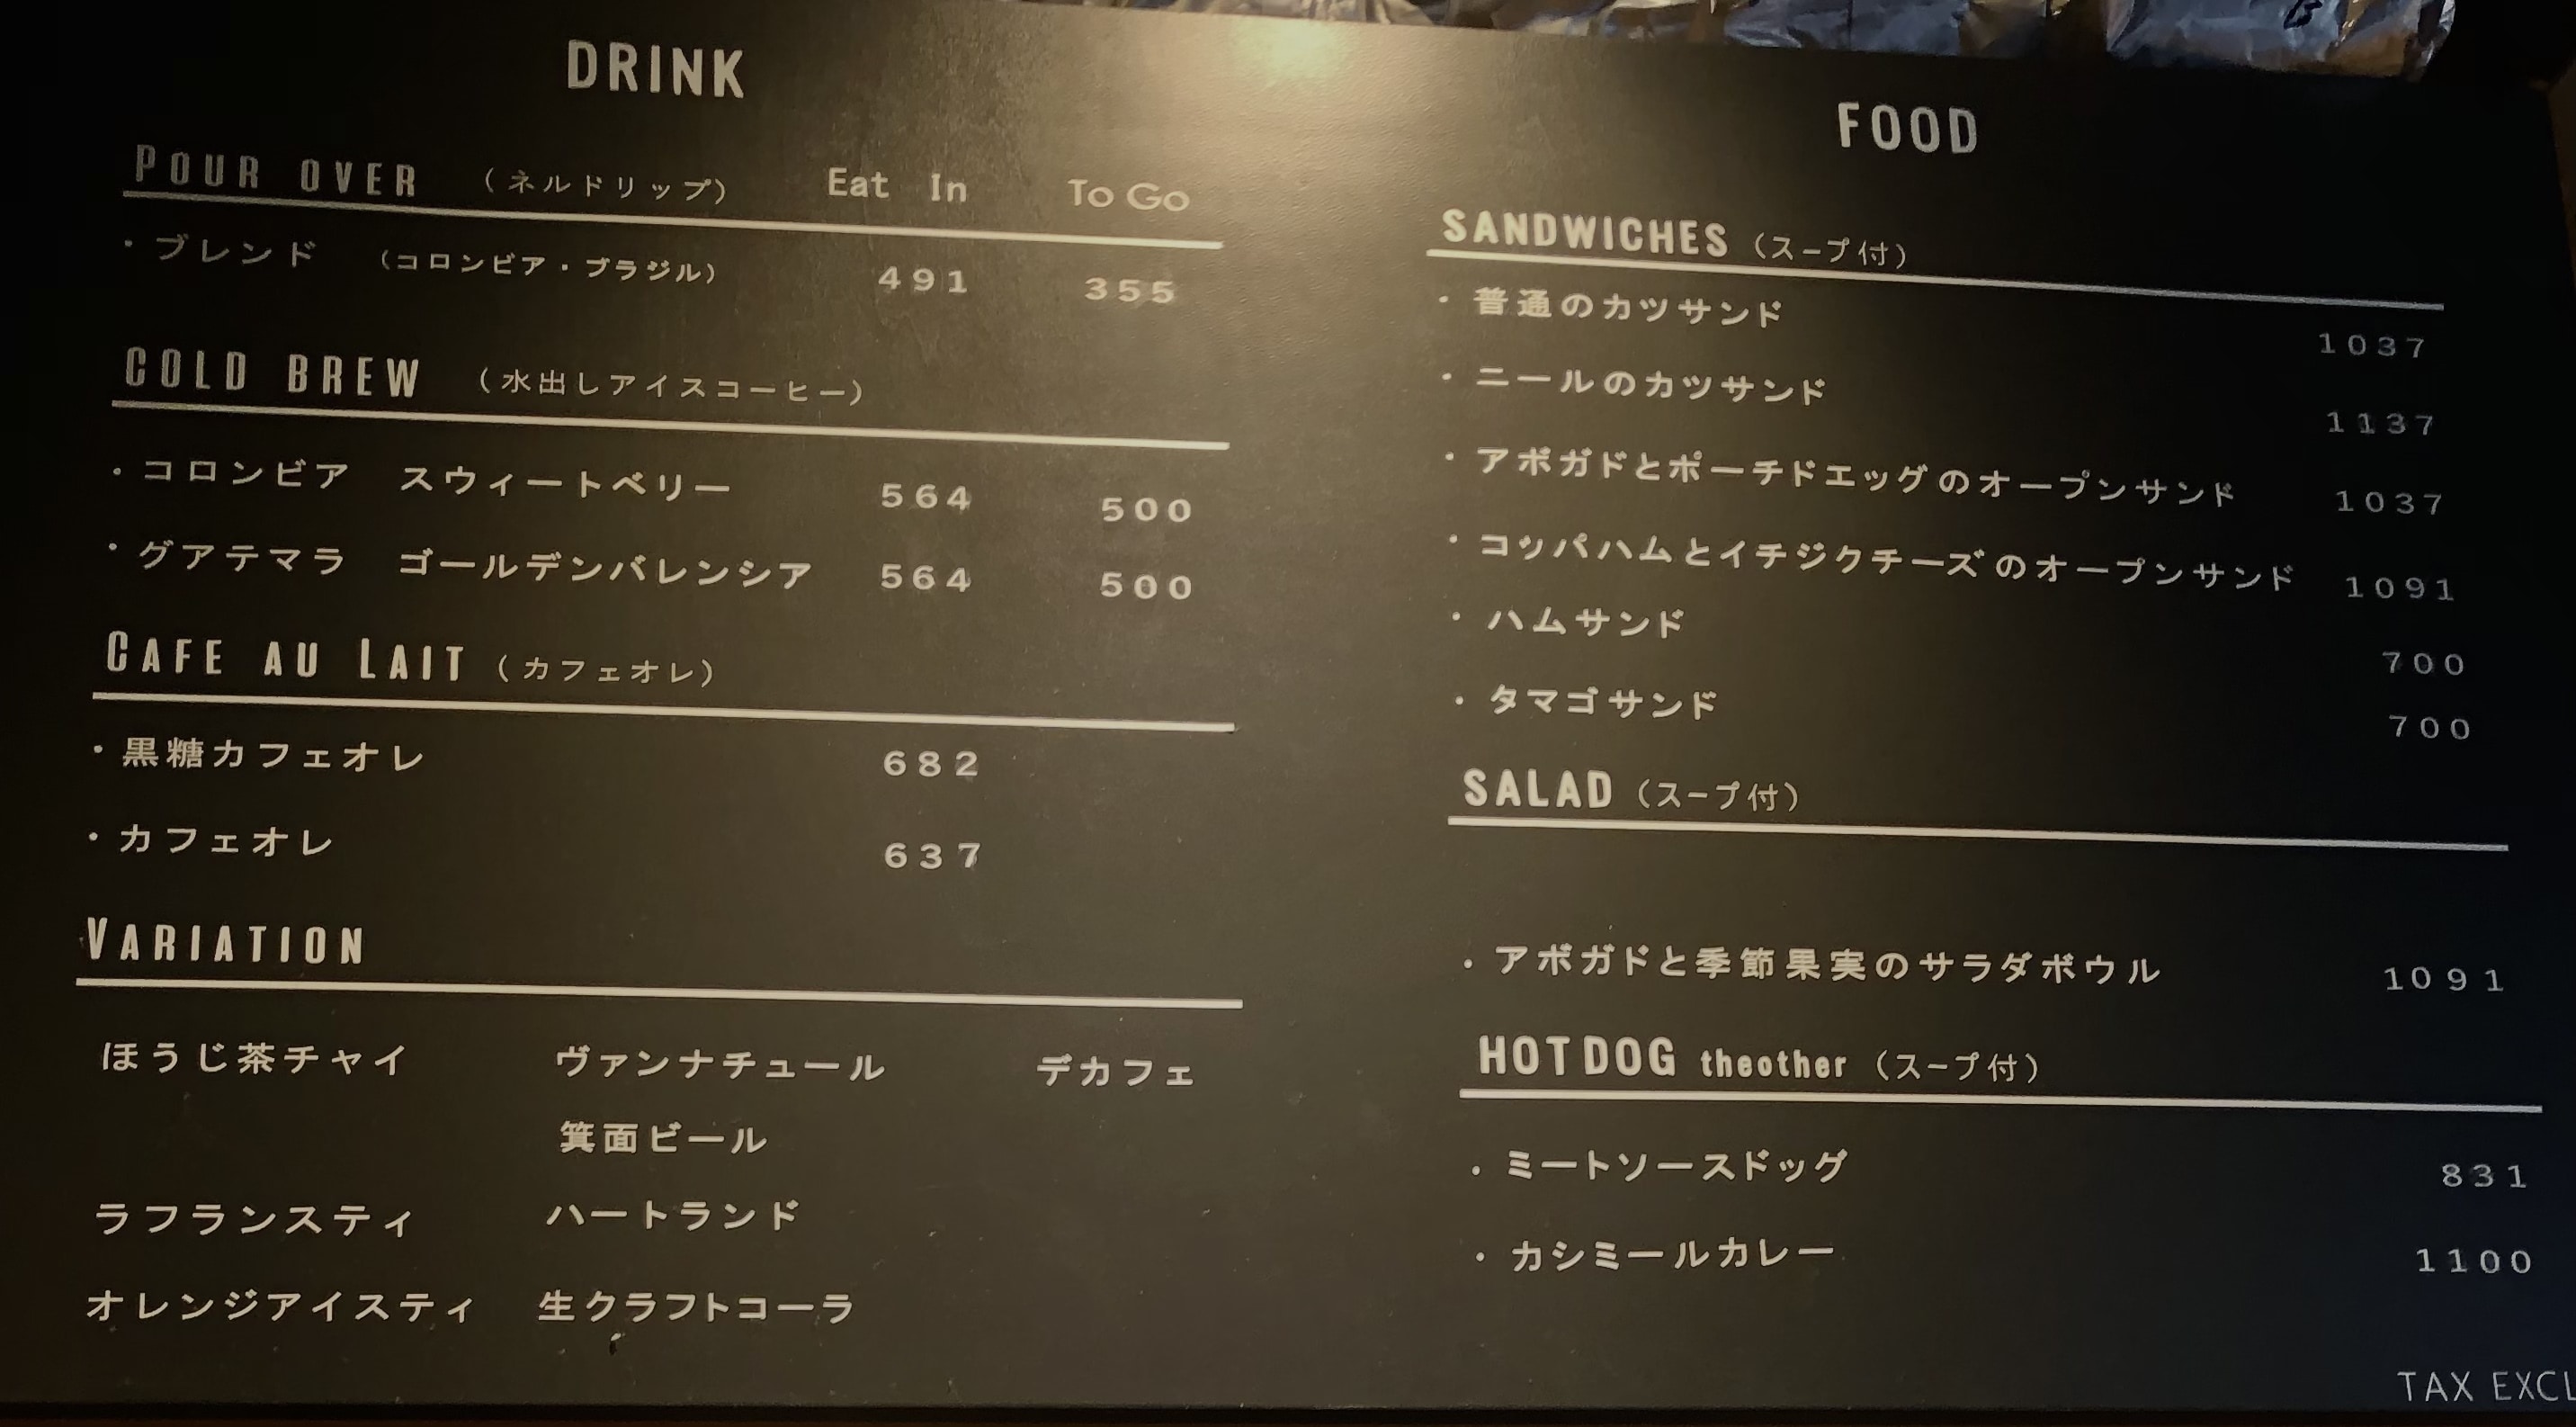 DRINK
POUR OVER （ネルドリップ） Eat In To Go
・ブレンド （コロンビア・ブラジル） 491 355
COLD BREW （水出しアイスコーヒー）
・コロンビア スウィートベリー 564 500
・グアテマラ ゴールデンバレンシア 564 500
CAFE AU LAIT （カフェオレ）
・黒糖カフェオレ 682
・カフェオレ 637
VARIATION
ほうじ茶チャイ ヴァンナチュール デカフェ
箕面ビール
ラフランスティ ハートランド
オレンジアイスティ 生クラフトコーラ
FOOD
SANDWICHES （スープ付）
・普通のカツサンド 1037
・ニールのカツサンド 1137
・アボガドとポーチドエッグのオープンサンド 1037
・コッパハムとイチジクチーズのオープンサンド 1091
・ハムサンド 700
・タマゴサンド 700
SALAD （スープ付）
・アボガドと季節果実のサラダボウル 1091
HOT DOG theother （スープ付）
・ミートソースドッグ 831
・カシミールカレー 1100
TAX EXCL